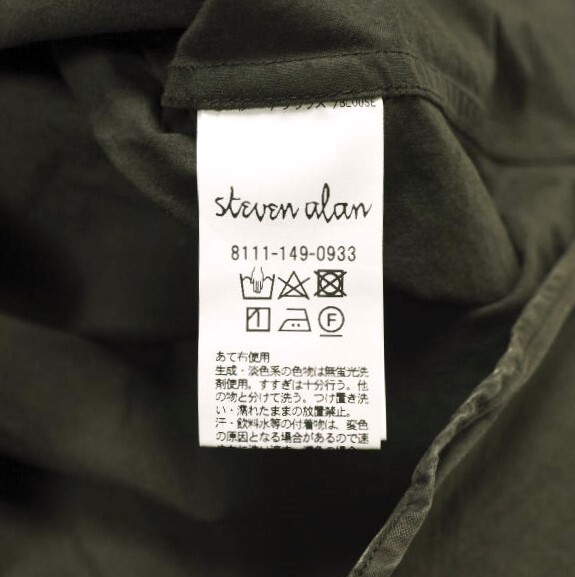 /BLOUSE
steven alan
8111-149-0933
F
あて布使用
生成・淡色系の色物は無蛍光洗
剤使用。すすぎは十分行う。他
の物と分けて洗う。つけ置き洗
い・濡れたままの放置禁止。
汗・飲料水等の付着物は、変色
の原因となる場合があるので速